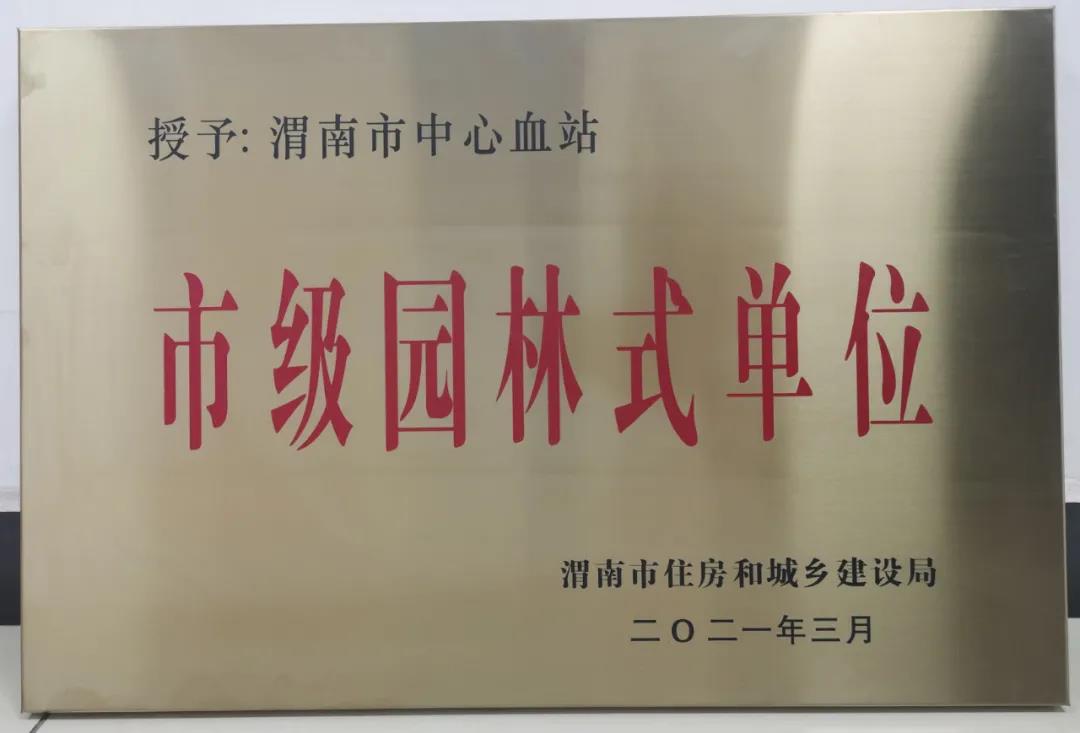 授予: 渭南市中心血站
市级园林式单位
渭南市住房和城乡建设局
二O二一年三月